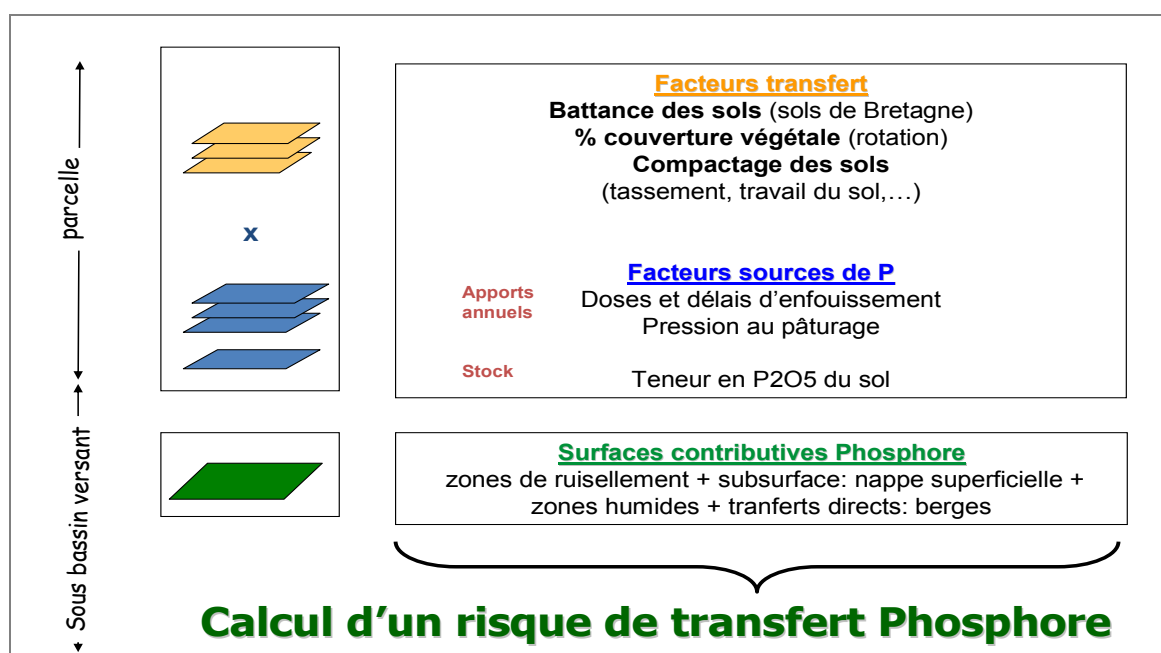 Facteurs transfert
Battance des sols (sols de Bretagne)
% couverture végétale (rotation)
Compactage des sols
(tassement, travail du sol,…)
parcelle
x
Facteurs sources de P
Apports
annuels
Doses et délais d’enfouissement
Pression au pâturage
Stock
Teneur en P2O5 du sol
Sous bassin versant
Surfaces contributives Phosphore
zones de ruisellement + subsurface: nappe superficielle +
zones humides + tranferts directs: berges
Calcul d’un risque de transfert Phosphore